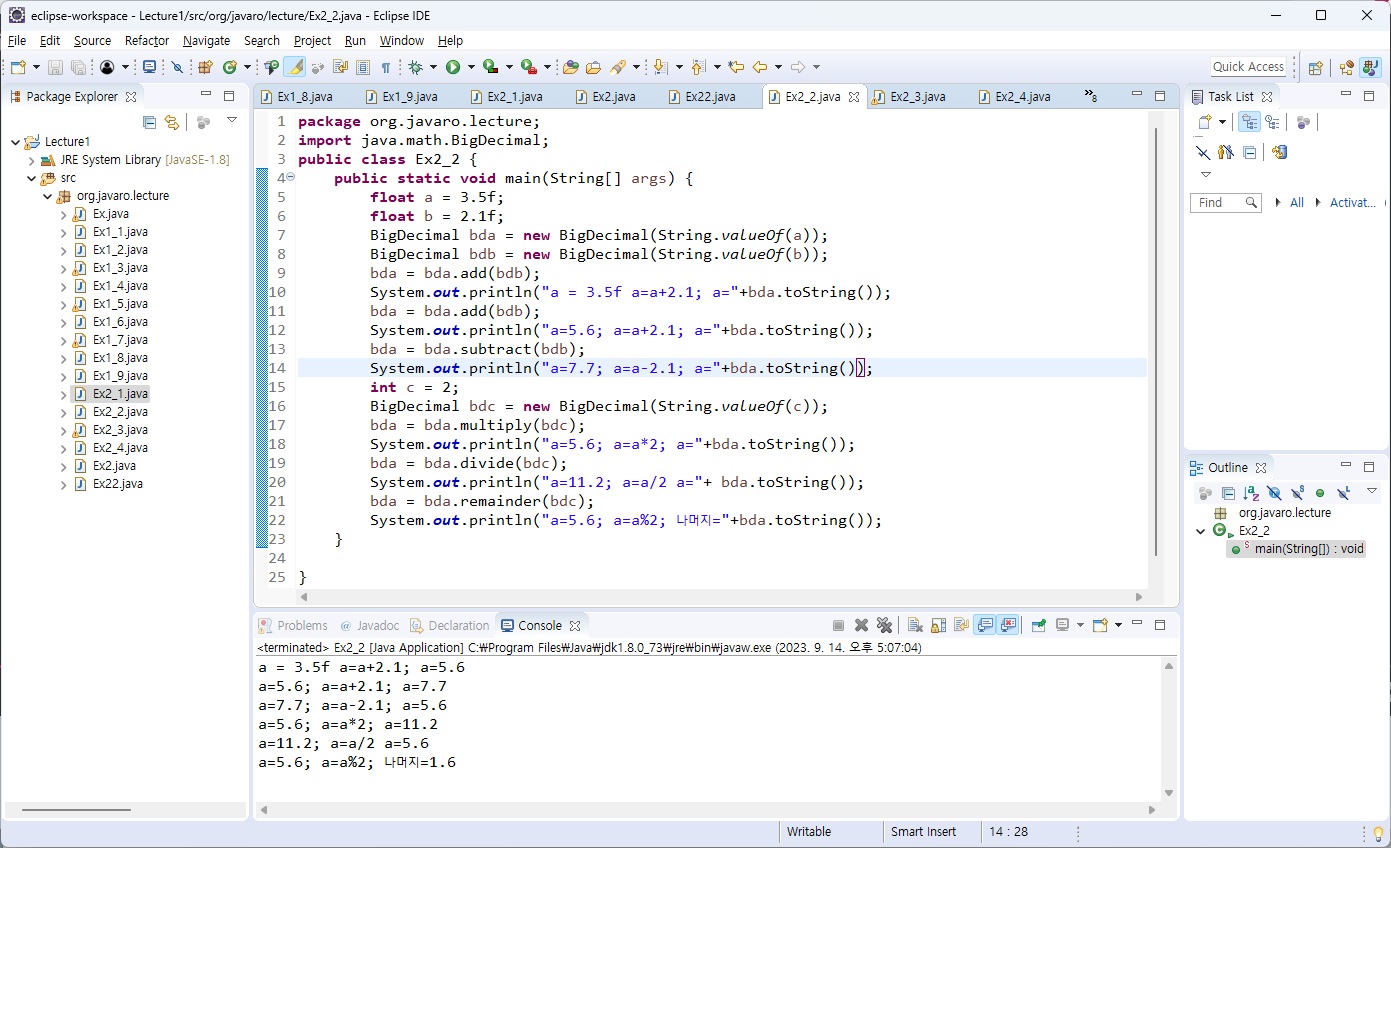 eclipse-workspace - Lecture1/src/org/javaro/lecture/Ex2_2.java - Eclipse IDE
File Edit Source Refactor Navigate Search Project Run Window Help
Quick Access
Package Explorer
Lecture1
JRE System Library [JavaSE-1.8]
src
org.javaro.lecture
Ex.java
Ex1_1.java
Ex1_2.java
Ex1_3.java
Ex1_4.java
Ex1_5.java
Ex1_6.java
Ex1_7.java
Ex1_8.java
Ex1_9.java
Ex2_1.java
Ex2_2.java
Ex2_3.java
Ex2_4.java
Ex2.java
Ex22.java
Ex1_8.java Ex1_9.java Ex2_1.java Ex2.java Ex22.java Ex2_2.java Ex2_3.java Ex2_4.java »8
1 package org.javaro.lecture;
2 import java.math.BigDecimal;
3 public class Ex2_2 {
4 public static void main(String[] args) {
5 float a = 3.5f;
6 float b = 2.1f;
7 BigDecimal bda = new BigDecimal(String.valueOf(a));
8 BigDecimal bdb = new BigDecimal(String.valueOf(b));
9 bda = bda.add(bdb);
10 System.out.println("a = 3.5f a=a+2.1; a="+bda.toString());
11 bda = bda.add(bdb);
12 System.out.println("a=5.6; a=a+2.1; a="+bda.toString());
13 bda = bda.subtract(bdb);
14 System.out.println("a=7.7; a=a-2.1; a="+bda.toString());
15 int c = 2;
16 BigDecimal bdc = new BigDecimal(String.valueOf(c));
17 bda = bda.multiply(bdc);
18 System.out.println("a=5.6; a=a*2; a="+bda.toString());
19 bda = bda.divide(bdc);
20 System.out.println("a=11.2; a=a/2 a="+ bda.toString());
21 bda = bda.remainder(bdc);
22 System.out.println("a=5.6; a=a%2; 나머지="+bda.toString());
23 }
24
25 }
Problems @ Javadoc Declaration Console
<terminated> Ex2_2 [Java Application] C:₩Program Files₩Java₩jdk1.8.0_73₩jre₩bin₩javaw.exe (2023. 9. 14. 오후 5:07:04)
a = 3.5f a=a+2.1; a=5.6
a=5.6; a=a+2.1; a=7.7
a=7.7; a=a-2.1; a=5.6
a=5.6; a=a*2; a=11.2
a=11.2; a=a/2 a=5.6
a=5.6; a=a%2; 나머지=1.6
Task List
Find All Activat...
Outline
org.javaro.lecture
Ex2_2
main(String[]) : void
Writable Smart Insert 14 : 28